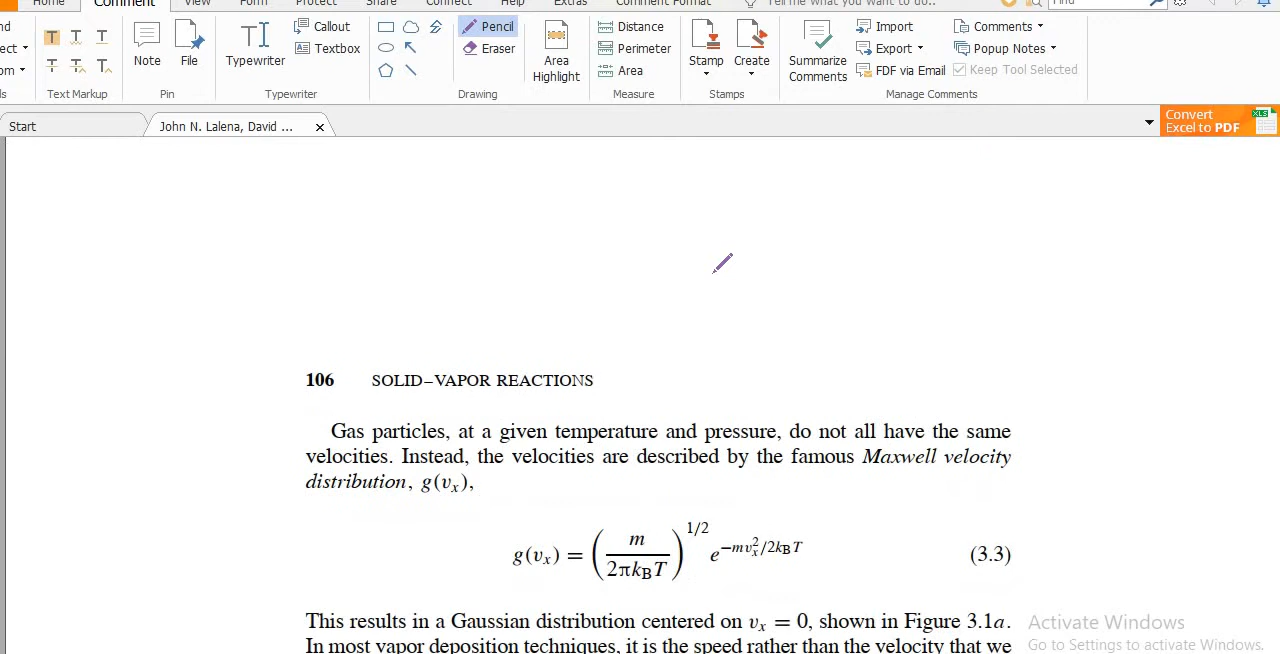 Home Comment View Form Protect Share Connect Help Extras Comment Format Tell me what you want to do.. Find
T T T Note File Typewriter Callout Textbox Pencil Eraser Area Highlight Distance Perimeter Area Stamp Create Summarize Comments Import Export FDF via Email Comments Popup Notes Keep Tool Selected
Text Markup Pin Typewriter Drawing Measure Stamps Manage Comments
Start John N. Lalena, David ... x Convert Excel to PDF XLS
106 SOLID–VAPOR REACTIONS
Gas particles, at a given temperature and pressure, do not all have the same
velocities. Instead, the velocities are described by the famous Maxwell velocity
distribution, g(vₓ),
g(vₓ) = (m / 2πk_BT)^{1/2} e^{−mvₓ²/2k_BT} (3.3)
This results in a Gaussian distribution centered on vₓ = 0, shown in Figure 3.1a.
In most vapor deposition techniques, it is the speed rather than the velocity that we
Activate Windows
Go to Settings to activate Windows.